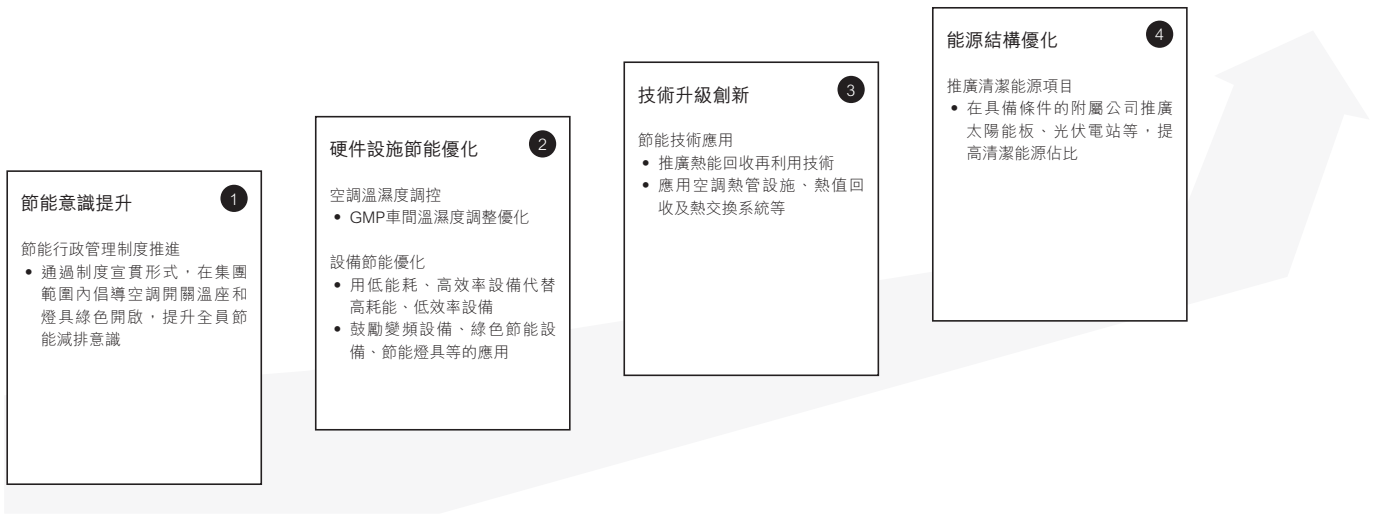 節能意識提升
1
節能行政管理制度推進
• 通過制度宣貫形式，在集團
範圍內倡導空調開關溫座和
燈具綠色開啟，提升全員節
能減排意識
硬件設施節能優化
2
空調溫濕度調控
• GMP車間溫濕度調整優化
設備節能優化
• 用低能耗、高效率設備代替
高耗能、低效率設備
• 鼓勵變頻設備、綠色節能設
備、節能燈具等的應用
技術升級創新
3
節能技術應用
• 推廣熱能回收再利用技術
• 應用空調熱管設施、熱值回
收及熱交換系統等
能源結構優化
4
推廣清潔能源項目
• 在具備條件的附屬公司推廣
太陽能板、光伏電站等，提
高清潔能源佔比